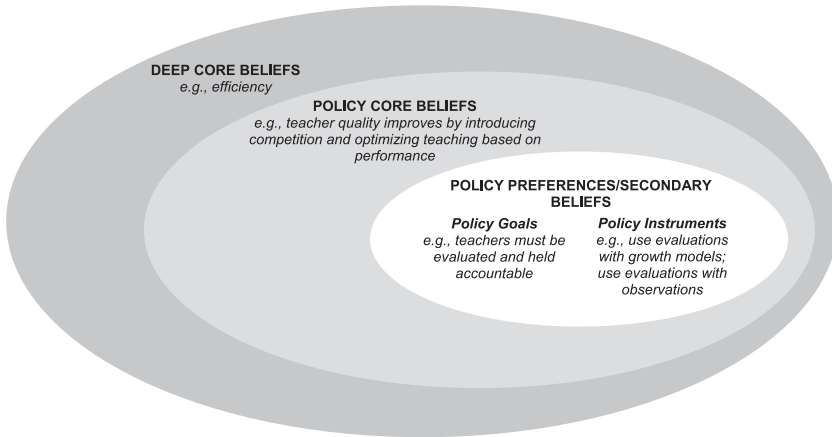 DEEP CORE BELIEFS
e.g., efficiency
POLICY CORE BELIEFS
e.g., teacher quality improves by introducing
competition and optimizing teaching based on
performance
POLICY PREFERENCES/SECONDARY
BELIEFS
Policy Goals
e.g., teachers must be
evaluated and held
accountable
Policy Instruments
e.g., use evaluations
with growth models;
use evaluations with
observations